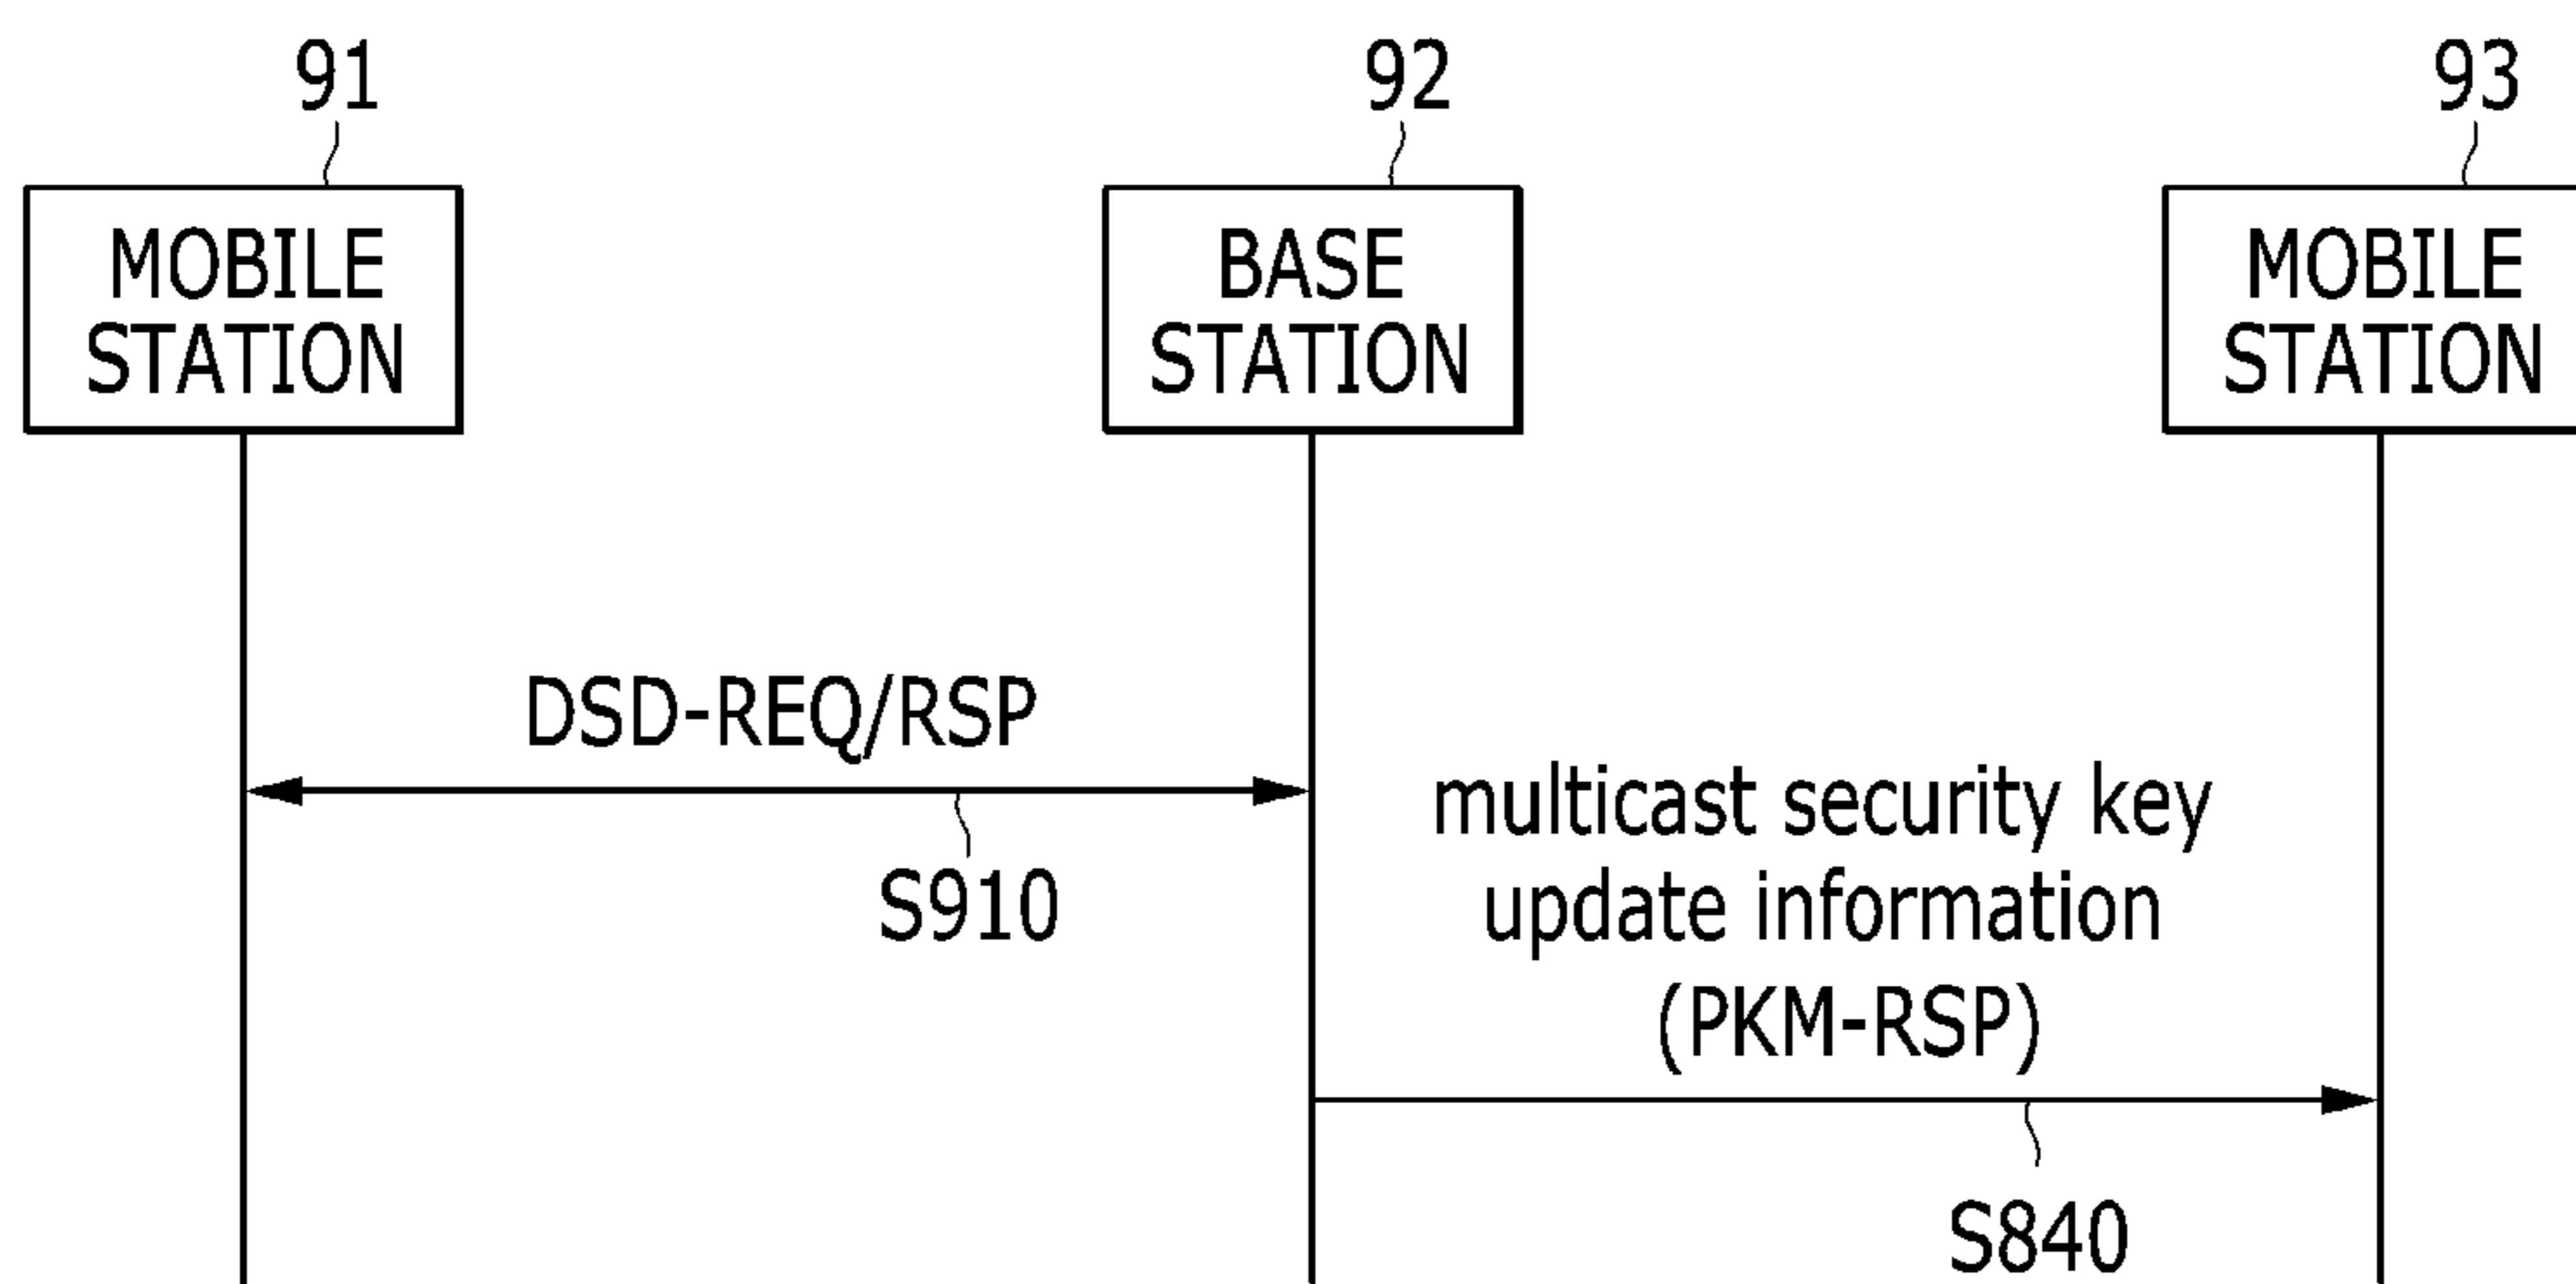 91
92
93
MOBILE
STATION
BASE
STATION
MOBILE
STATION
DSD-REQ/RSP
S910
multicast security key
update information
(PKM-RSP)
S840